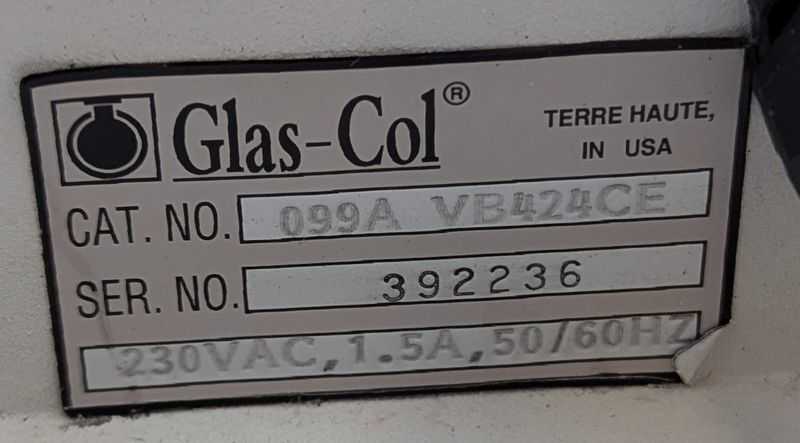 Glas-Col®
TERRE HAUTE,
IN USA
CAT. NO. 099A VB424CE
SER. NO. 392236
230VAC, 1.5A, 50/60HZ